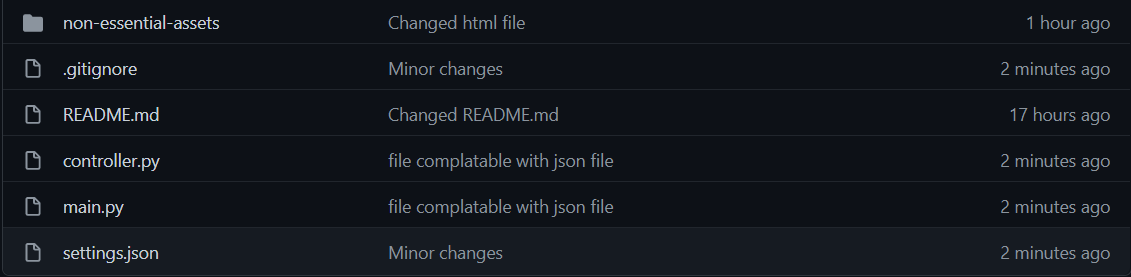 non-essential-assets Changed html file 1 hour ago
.gitignore Minor changes 2 minutes ago
README.md Changed README.md 17 hours ago
controller.py file complatable with json file 2 minutes ago
main.py file complatable with json file 2 minutes ago
settings.json Minor changes 2 minutes ago